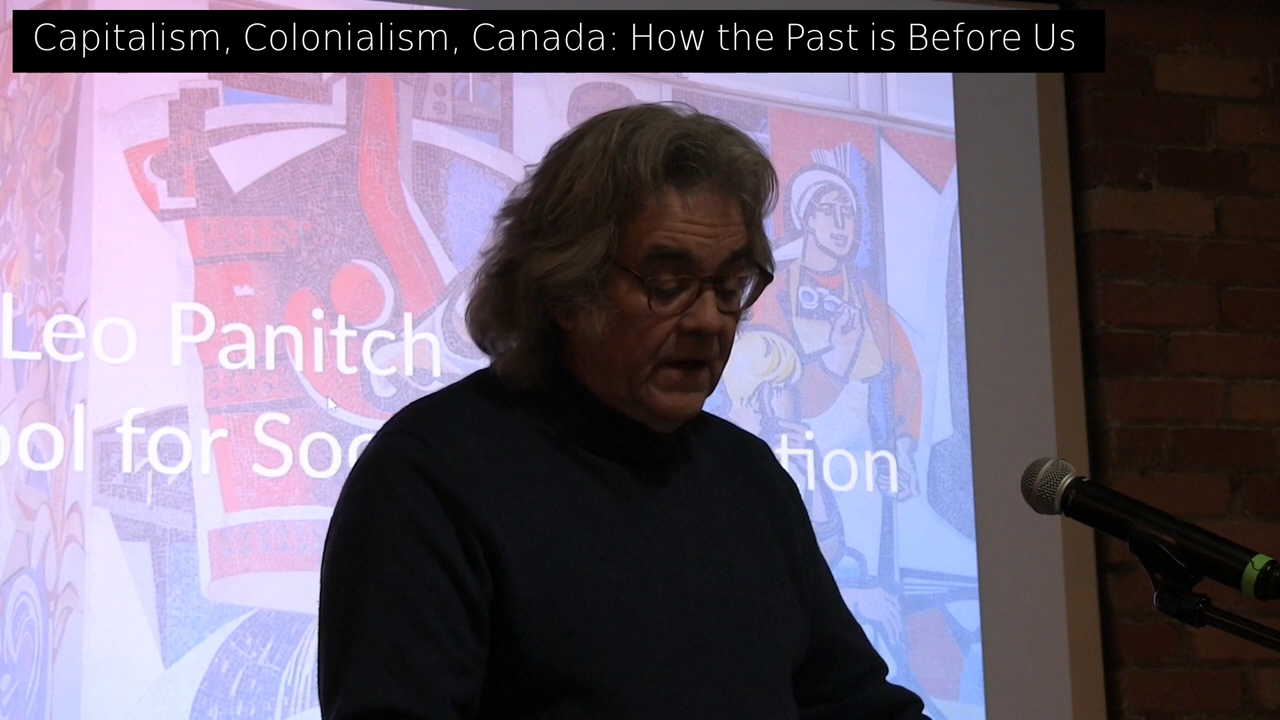 Capitalism, Colonialism, Canada: How the Past is Before Us
Leo Panitch
ool for Soc tion